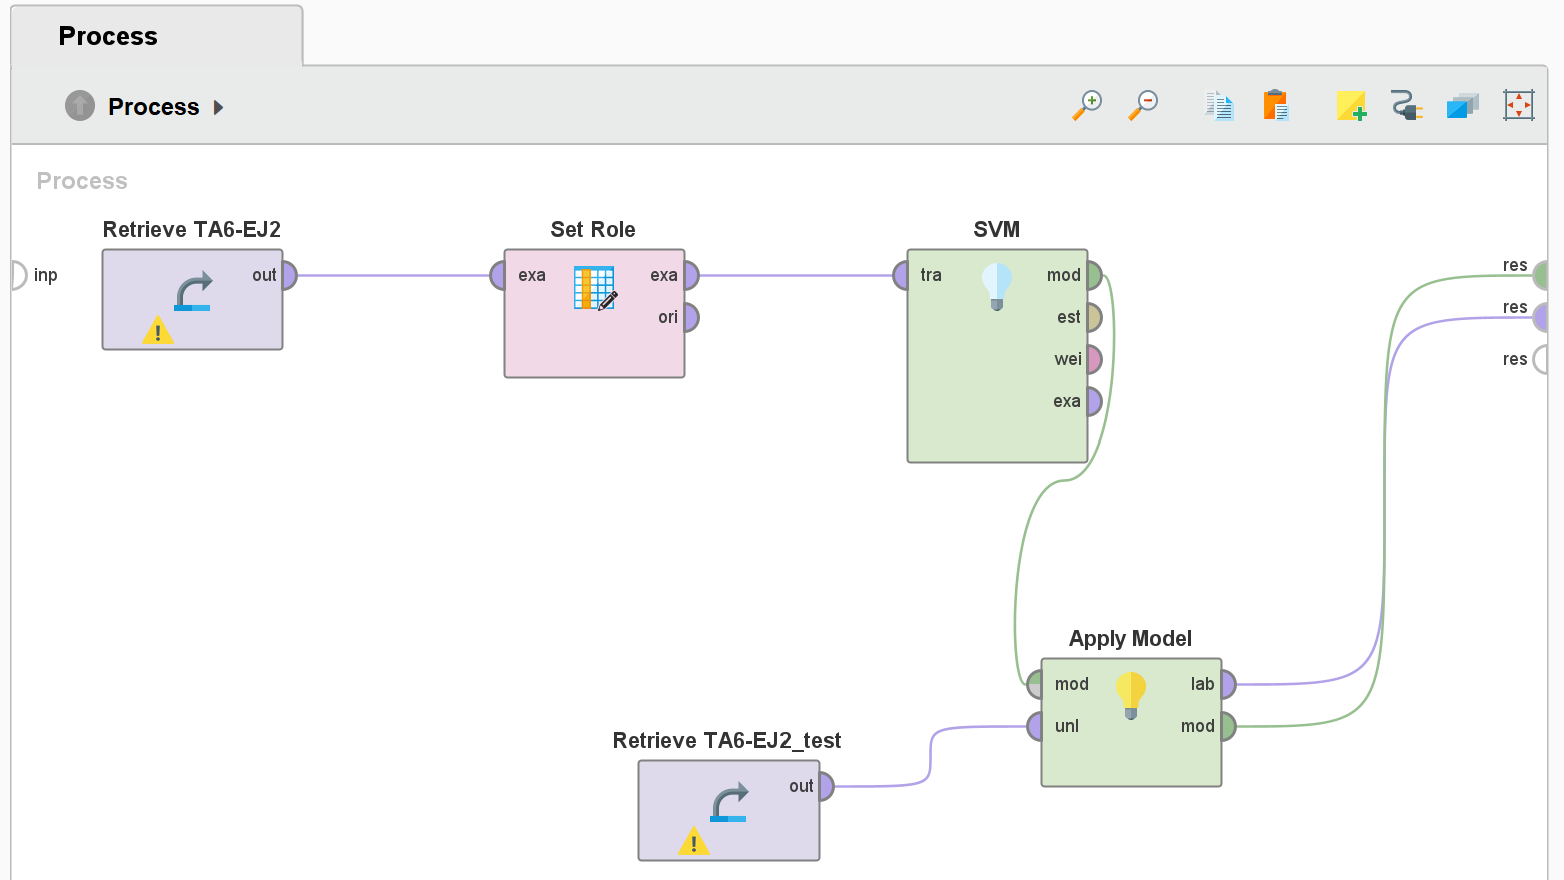 Process
Process
Process
inp
Retrieve TA6-EJ2
out
Set Role
exa
exa
ori
SVM
tra
mod
est
wei
exa
res
res
res
Apply Model
mod
lab
unl
mod
Retrieve TA6-EJ2_test
out